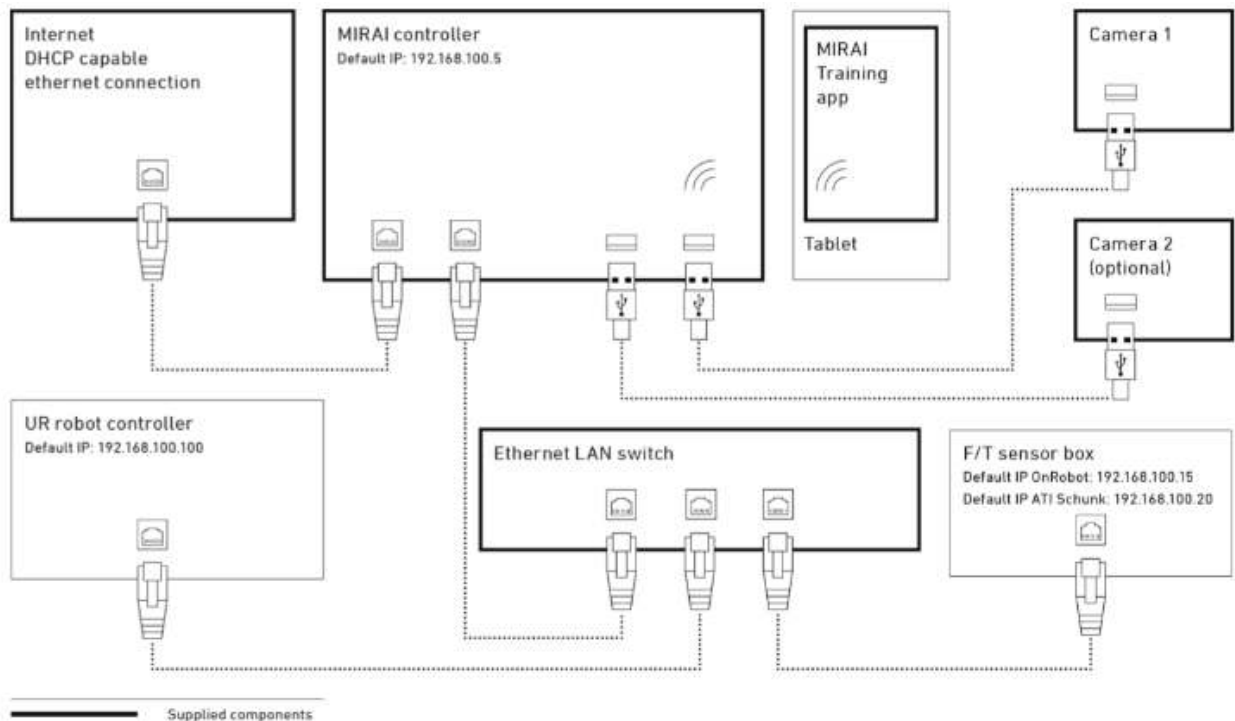 Internet
DHCP capable
ethernet connection
MIRAI controller
Default IP: 192.168.100.5
MIRAI
Training
app
Tablet
Camera 1
Camera 2
(optional)
UR robot controller
Default IP: 192.168.100.100
Ethernet LAN switch
F/T sensor box
Default IP OnRobot: 192.168.100.15
Default IP ATI Schunk: 192.168.100.20
Supplied components